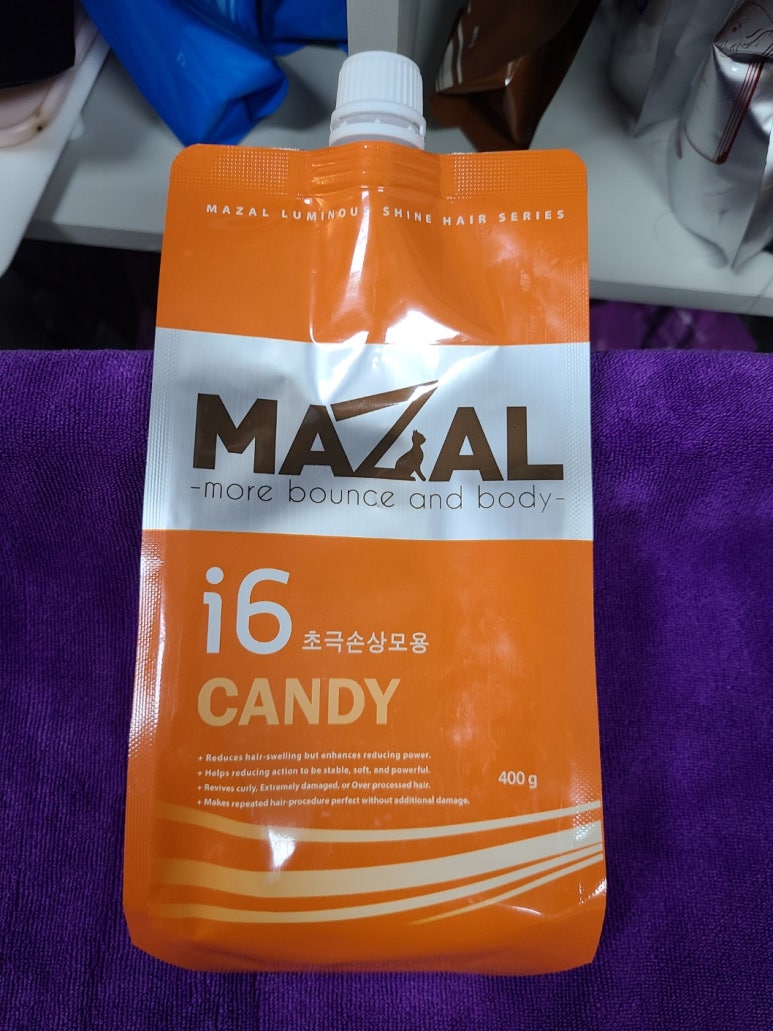 MAZAL LUMINOUS SHINE HAIR SERIES
MAZAL
-more bounce and body-
i6 초극손상모용
CANDY
+ Reduces hair-swelling but enhances reducing power.
+ Helps reducing action to be stable, soft, and powerful.
+ Revives curly, Extremely damaged, or Over processed hair.
+ Makes repeated hair-procedure perfect without additional damage.
400 g